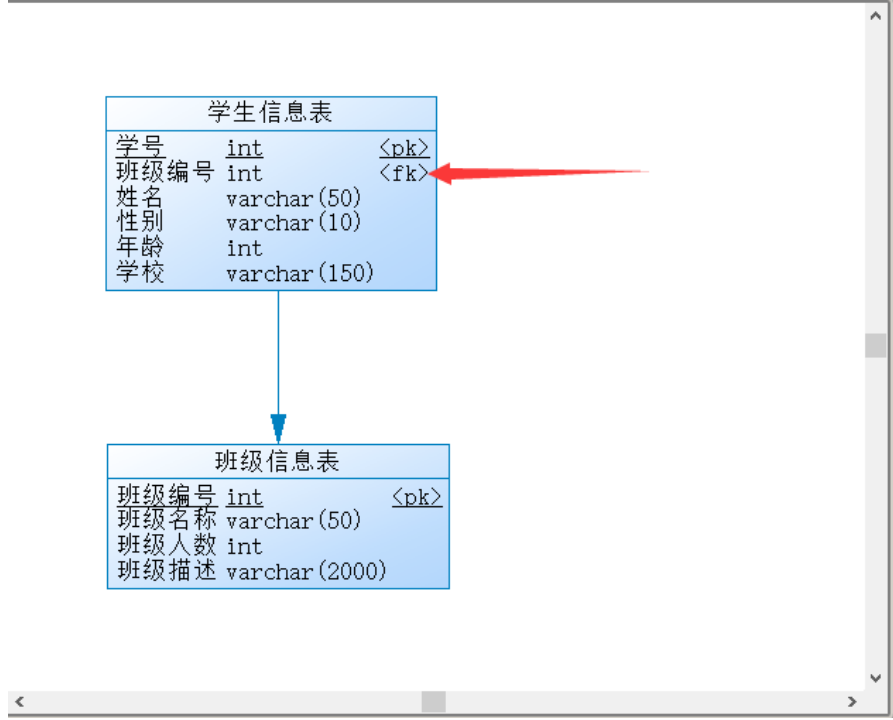 学生信息表
学号 int <pk>
班级编号 int <fk>
姓名 varchar(50)
性别 varchar(10)
年龄 int
学校 varchar(150)
班级信息表
班级编号 int <pk>
班级名称 varchar(50)
班级人数 int
班级描述 varchar(2000)